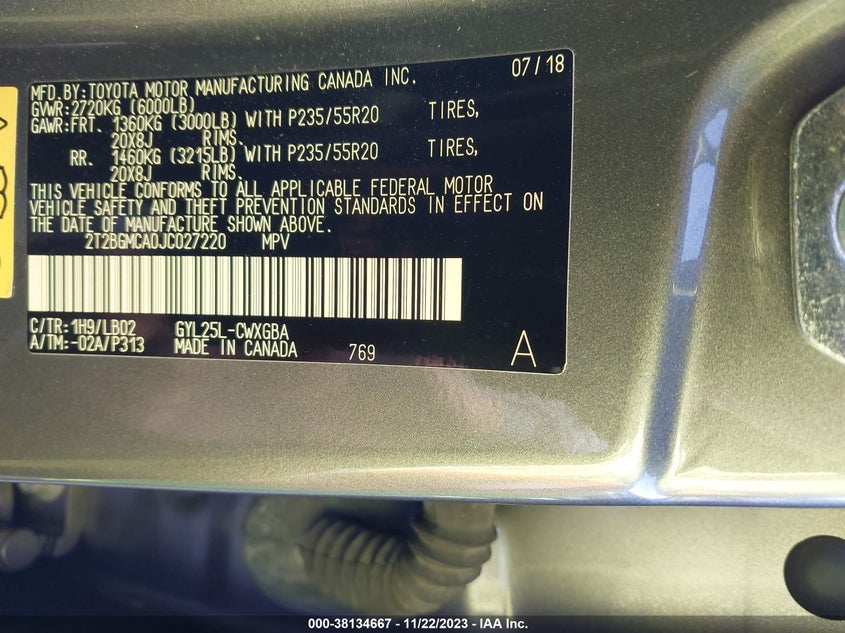 MFD.BY:TOYOTA MOTOR MANUFACTURING CANADA INC. 07/18
GVWR:2720KG (6000LB)
GAWR:FRT. 1360KG (3000LB) WITH P235/55R20 TIRES,
20X8J RIMS.
RR. 1460KG (3215LB) WITH P235/55R20 TIRES,
20X8J RIMS.
THIS VEHICLE CONFORMS TO ALL APPLICABLE FEDERAL MOTOR
VEHICLE SAFETY AND THEFT PREVENTION STANDARDS IN EFFECT ON
THE DATE OF MANUFACTURE SHOWN ABOVE.
2T2BGMCA0JC027220 MPV
C/TR:1H9/LB02 GYL25L-CWXGBA
A/TM:-02A/P313 MADE IN CANADA 769 A
000-38134667 - 11/22/2023 - IAA Inc.